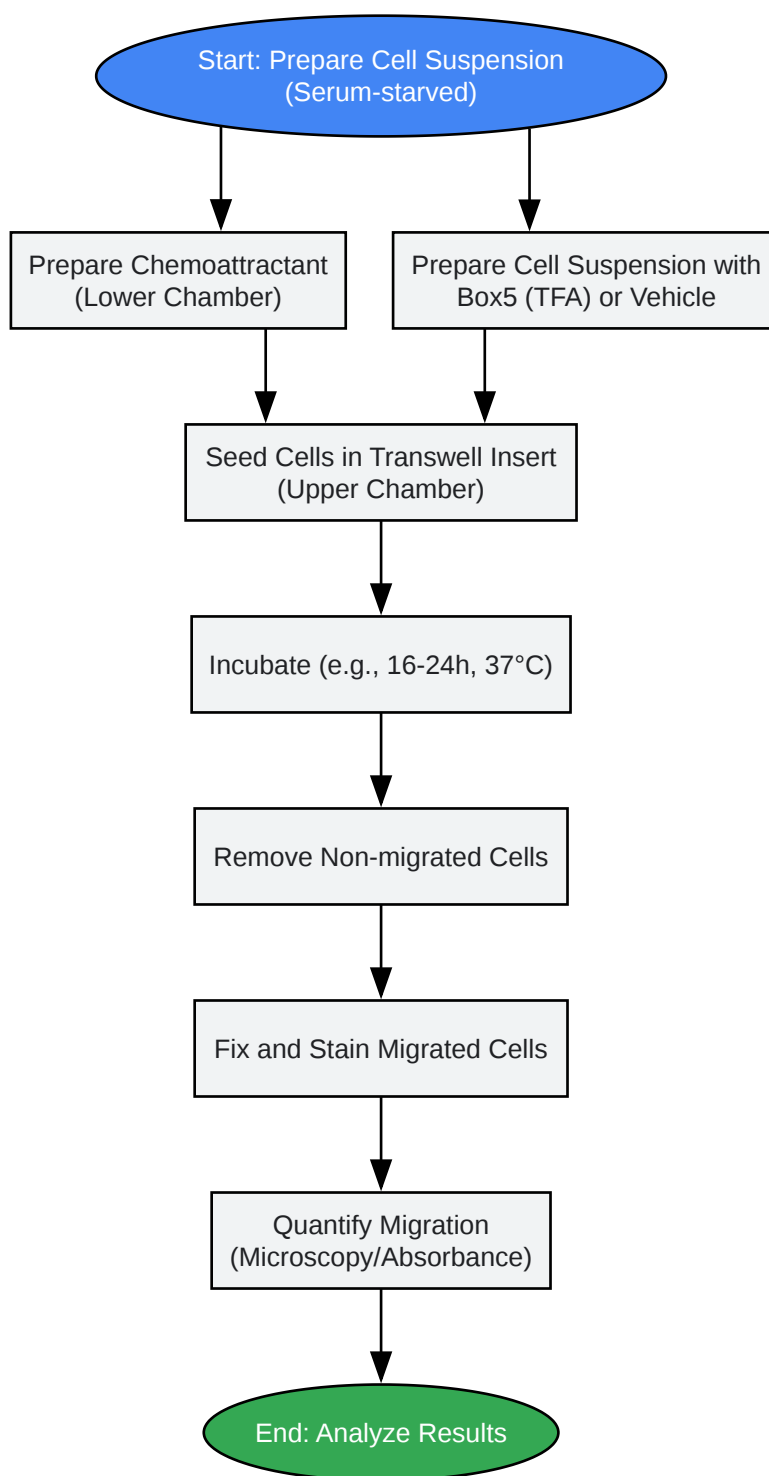 Start: Prepare Cell Suspension
(Serum-starved)
Prepare Chemoattractant
(Lower Chamber)
Prepare Cell Suspension with
Box5 (TFA) or Vehicle
Seed Cells in Transwell Insert
(Upper Chamber)
Incubate (e.g., 16-24h, 37°C)
Remove Non-migrated Cells
Fix and Stain Migrated Cells
Quantify Migration
(Microscopy/Absorbance)
End: Analyze Results